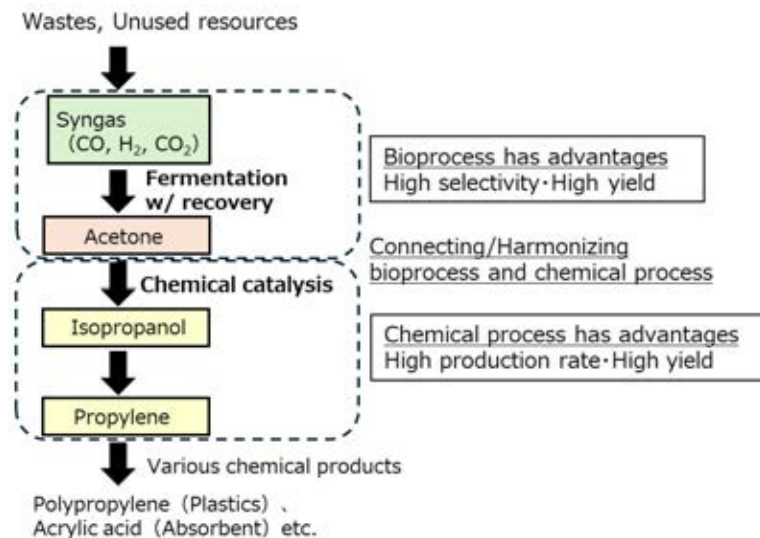 Wastes, Unused resources
Syngas
（CO, H₂, CO₂）
Fermentation
w/ recovery
Acetone
Bioprocess has advantages
High selectivity・High yield
Connecting/Harmonizing
bioprocess and chemical process
Chemical catalysis
Isopropanol
Chemical process has advantages
High production rate・High yield
Propylene
Various chemical products
Polypropylene（Plastics）、
Acrylic acid（Absorbent）etc.